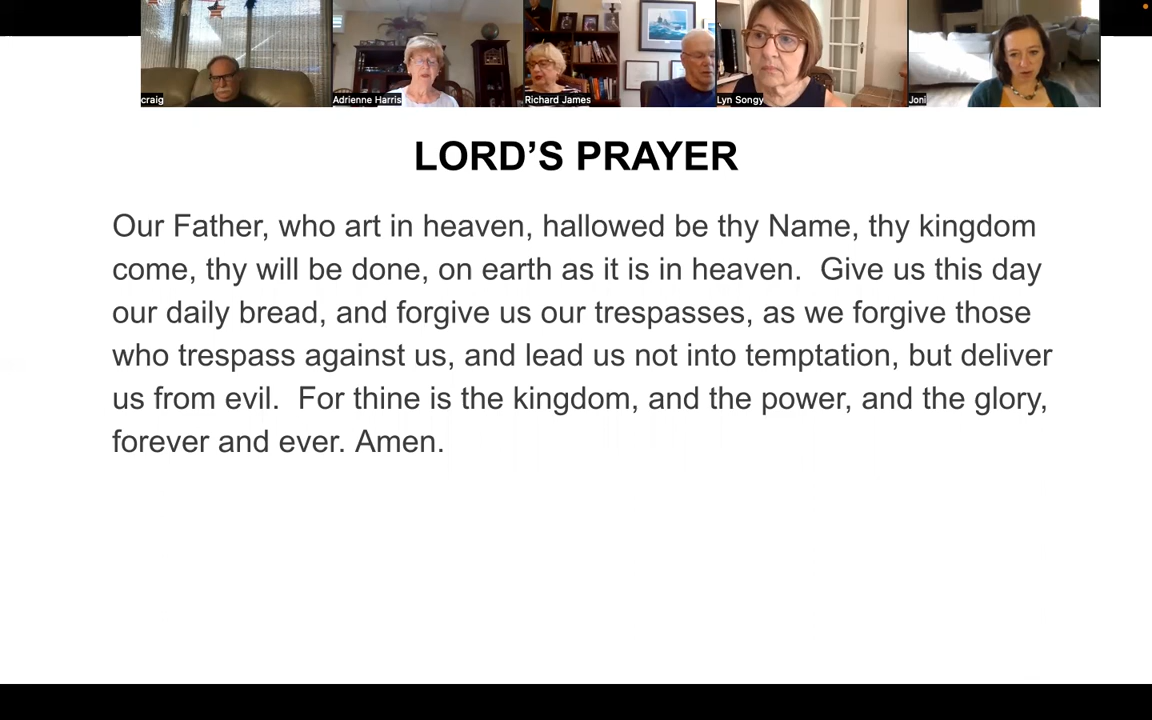 craig
Adrienne Harris
Richard James
Lyn Songy
Joni
LORD’S PRAYER
Our Father, who art in heaven, hallowed be thy Name, thy kingdom
come, thy will be done, on earth as it is in heaven.  Give us this day
our daily bread, and forgive us our trespasses, as we forgive those
who trespass against us, and lead us not into temptation, but deliver
us from evil.  For thine is the kingdom, and the power, and the glory,
forever and ever. Amen.